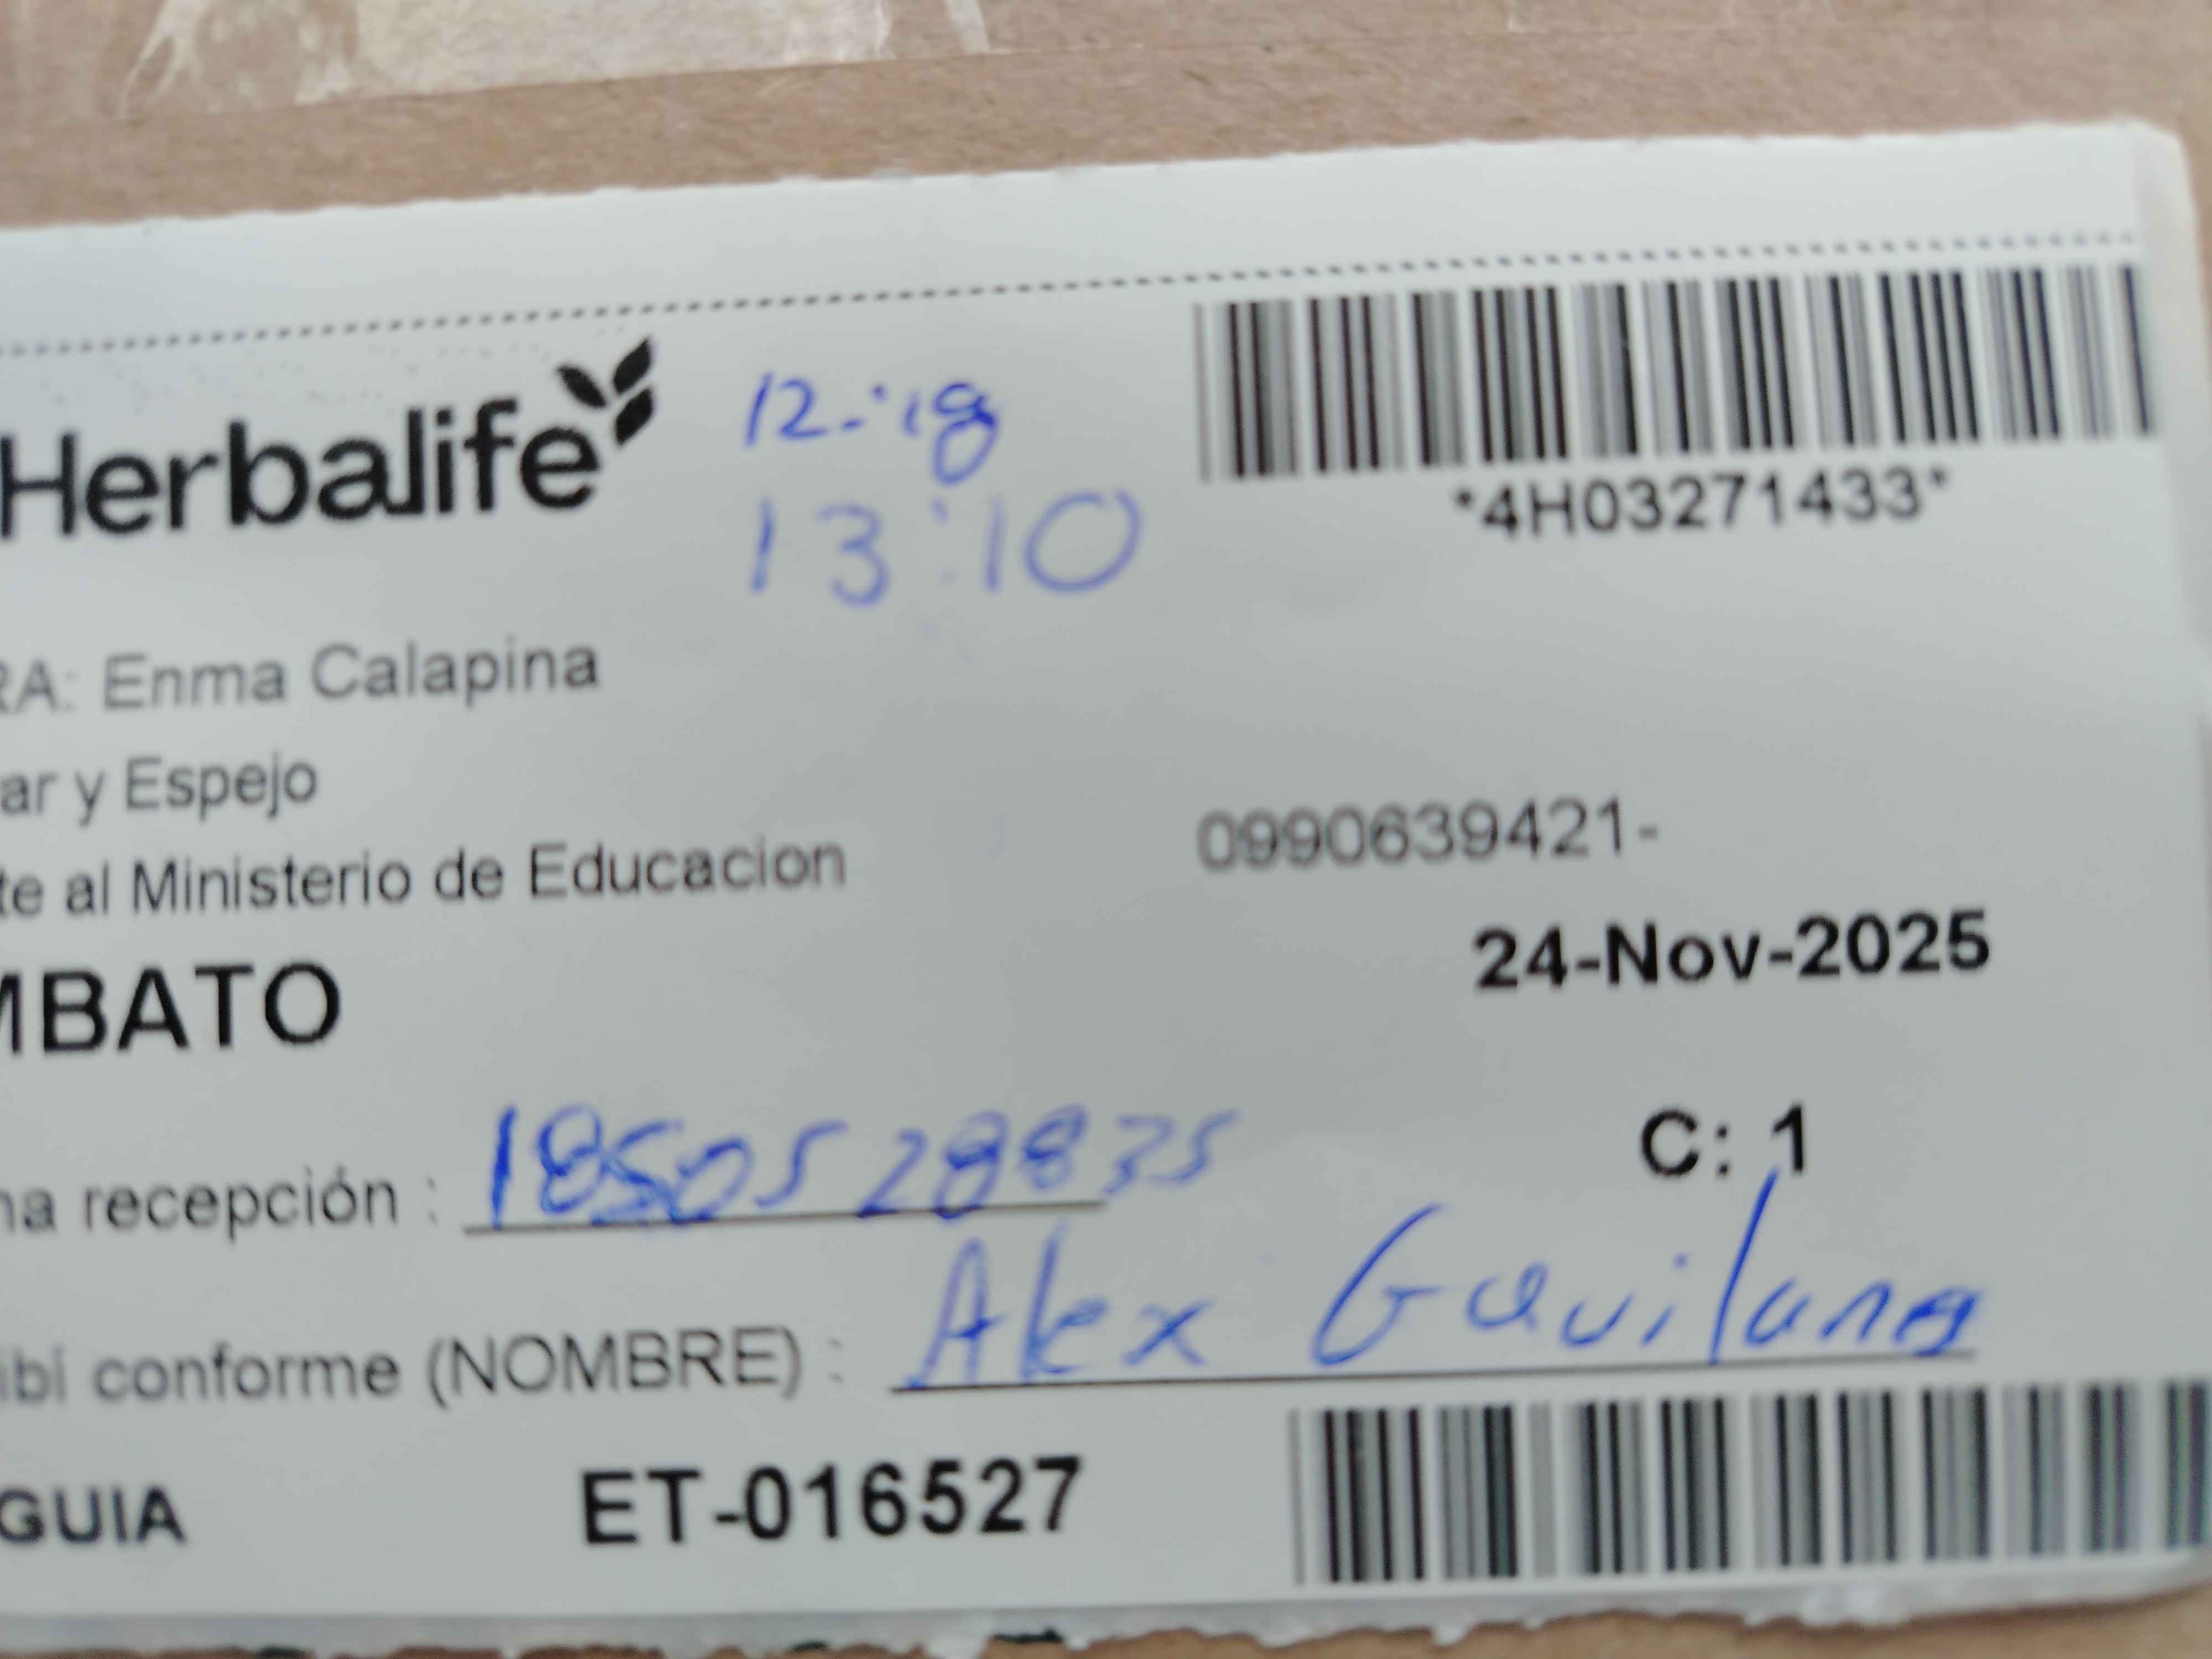 Herbalife
12-:18
13:10
*4H03271433*
RA: Enma Calapina
ar y Espejo
te al Ministerio de Educacion
0990639421-
24-Nov-2025
MBATO
C: 1
na recepción : 1850528835
ibí conforme (NOMBRE) : Alex Gavilanes
GUIA ET-016527